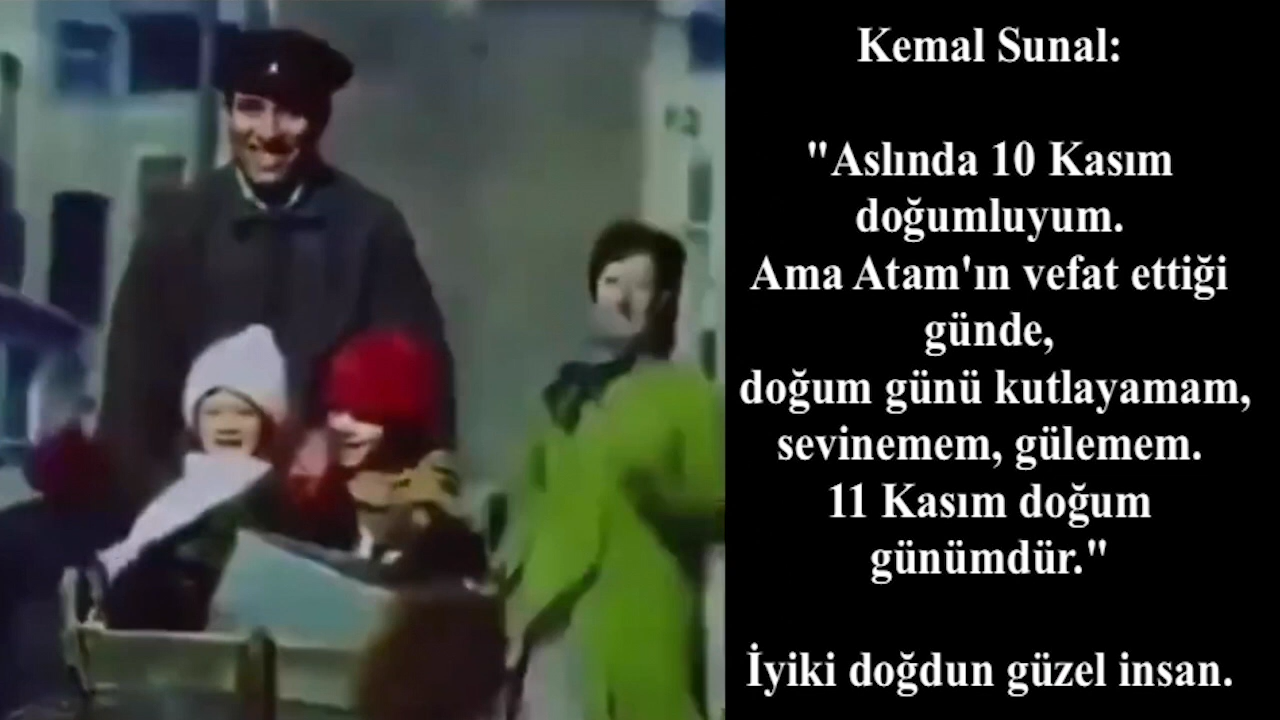 Kemal Sunal:
"Aslında 10 Kasım
doğumluyum.
Ama Atam'ın vefat ettiği
günde,
doğum günü kutlayamam,
sevinemem, gülemem.
11 Kasım doğum
günümdür."
İyiki doğdun güzel insan.